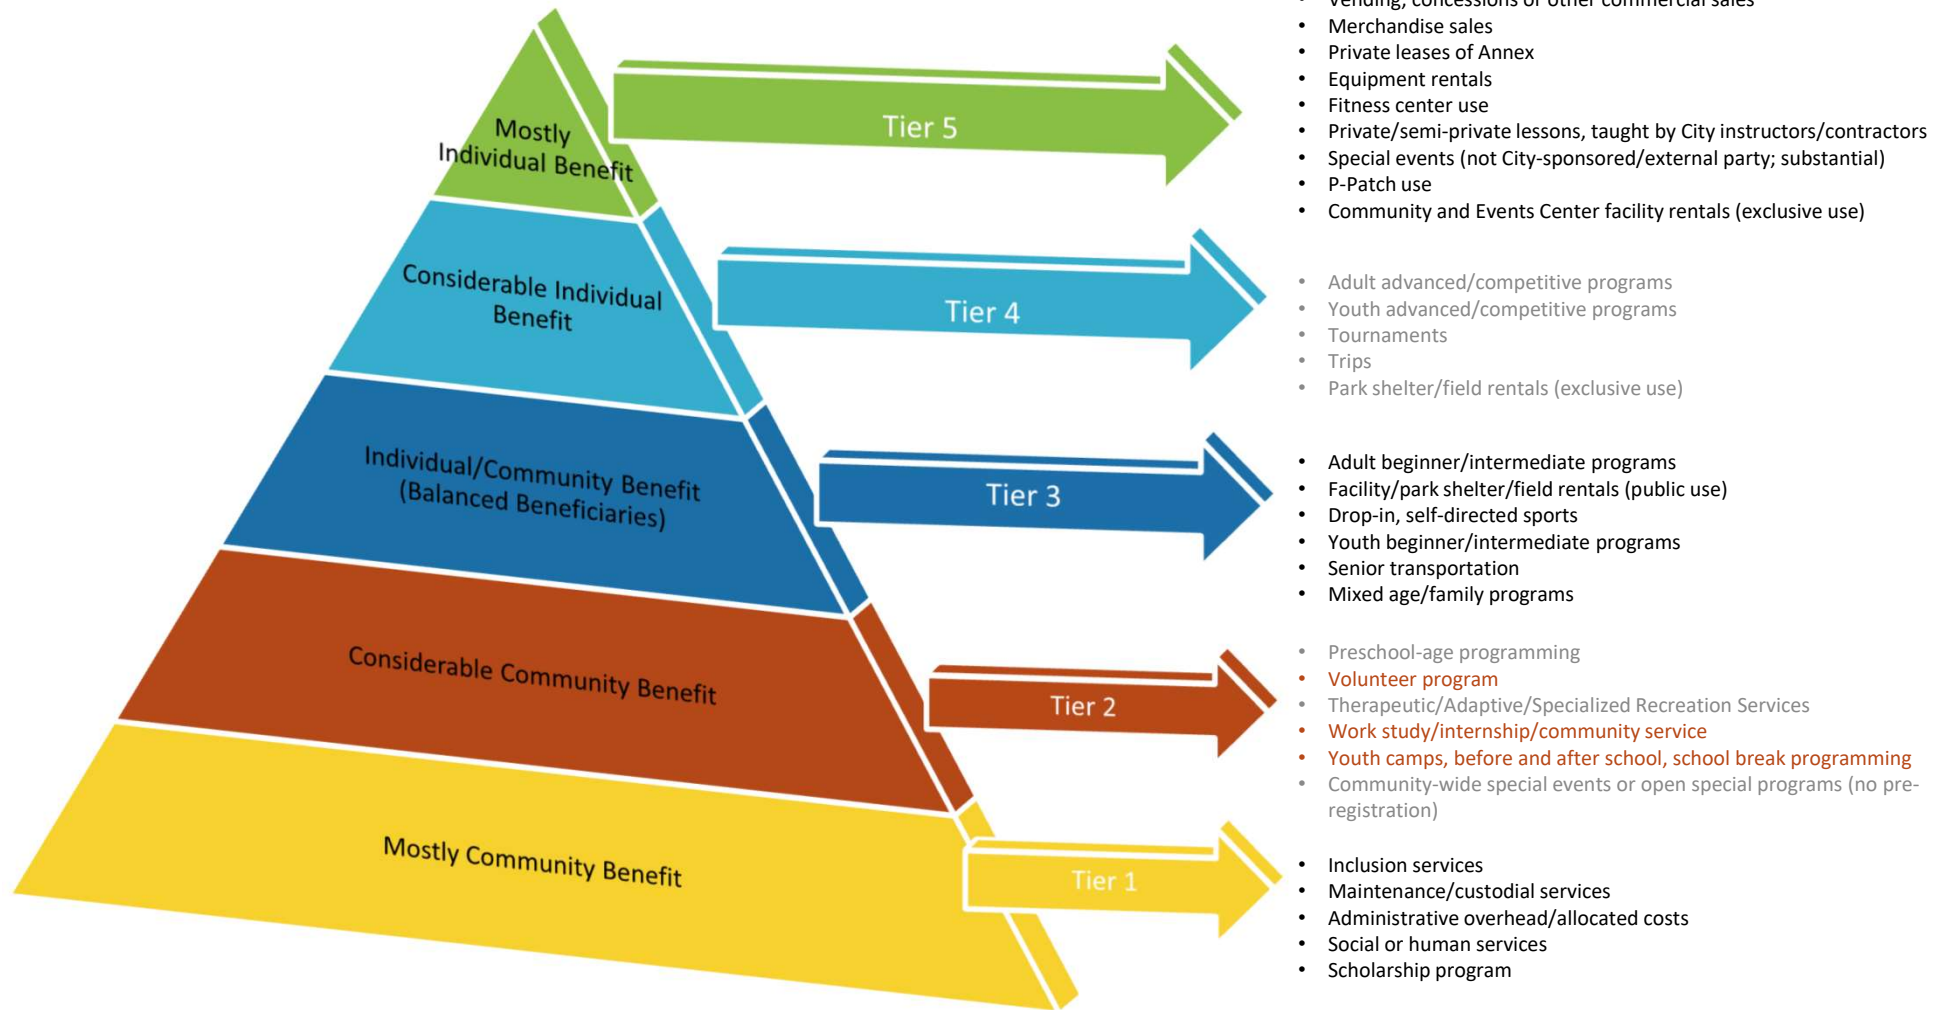 • Vending, concessions or other commercial sales
• Merchandise sales
• Private leases of Annex
• Equipment rentals
• Fitness center use
• Private/semi-private lessons, taught by City instructors/contractors
• Special events (not City-sponsored/external party; substantial)
• P-Patch use
• Community and Events Center facility rentals (exclusive use)
Mostly
Individual Benefit
Tier 5
Considerable Individual
Benefit
Tier 4
• Adult advanced/competitive programs
• Youth advanced/competitive programs
• Tournaments
• Trips
• Park shelter/field rentals (exclusive use)
Individual/Community Benefit
(Balanced Beneficiaries)
Tier 3
• Adult beginner/intermediate programs
• Facility/park shelter/field rentals (public use)
• Drop-in, self-directed sports
• Youth beginner/intermediate programs
• Senior transportation
• Mixed age/family programs
Considerable Community Benefit
Tier 2
• Preschool-age programming
• Volunteer program
• Therapeutic/Adaptive/Specialized Recreation Services
• Work study/internship/community service
• Youth camps, before and after school, school break programming
• Community-wide special events or open special programs (no pre-
registration)
Mostly Community Benefit
Tier 1
• Inclusion services
• Maintenance/custodial services
• Administrative overhead/allocated costs
• Social or human services
• Scholarship program